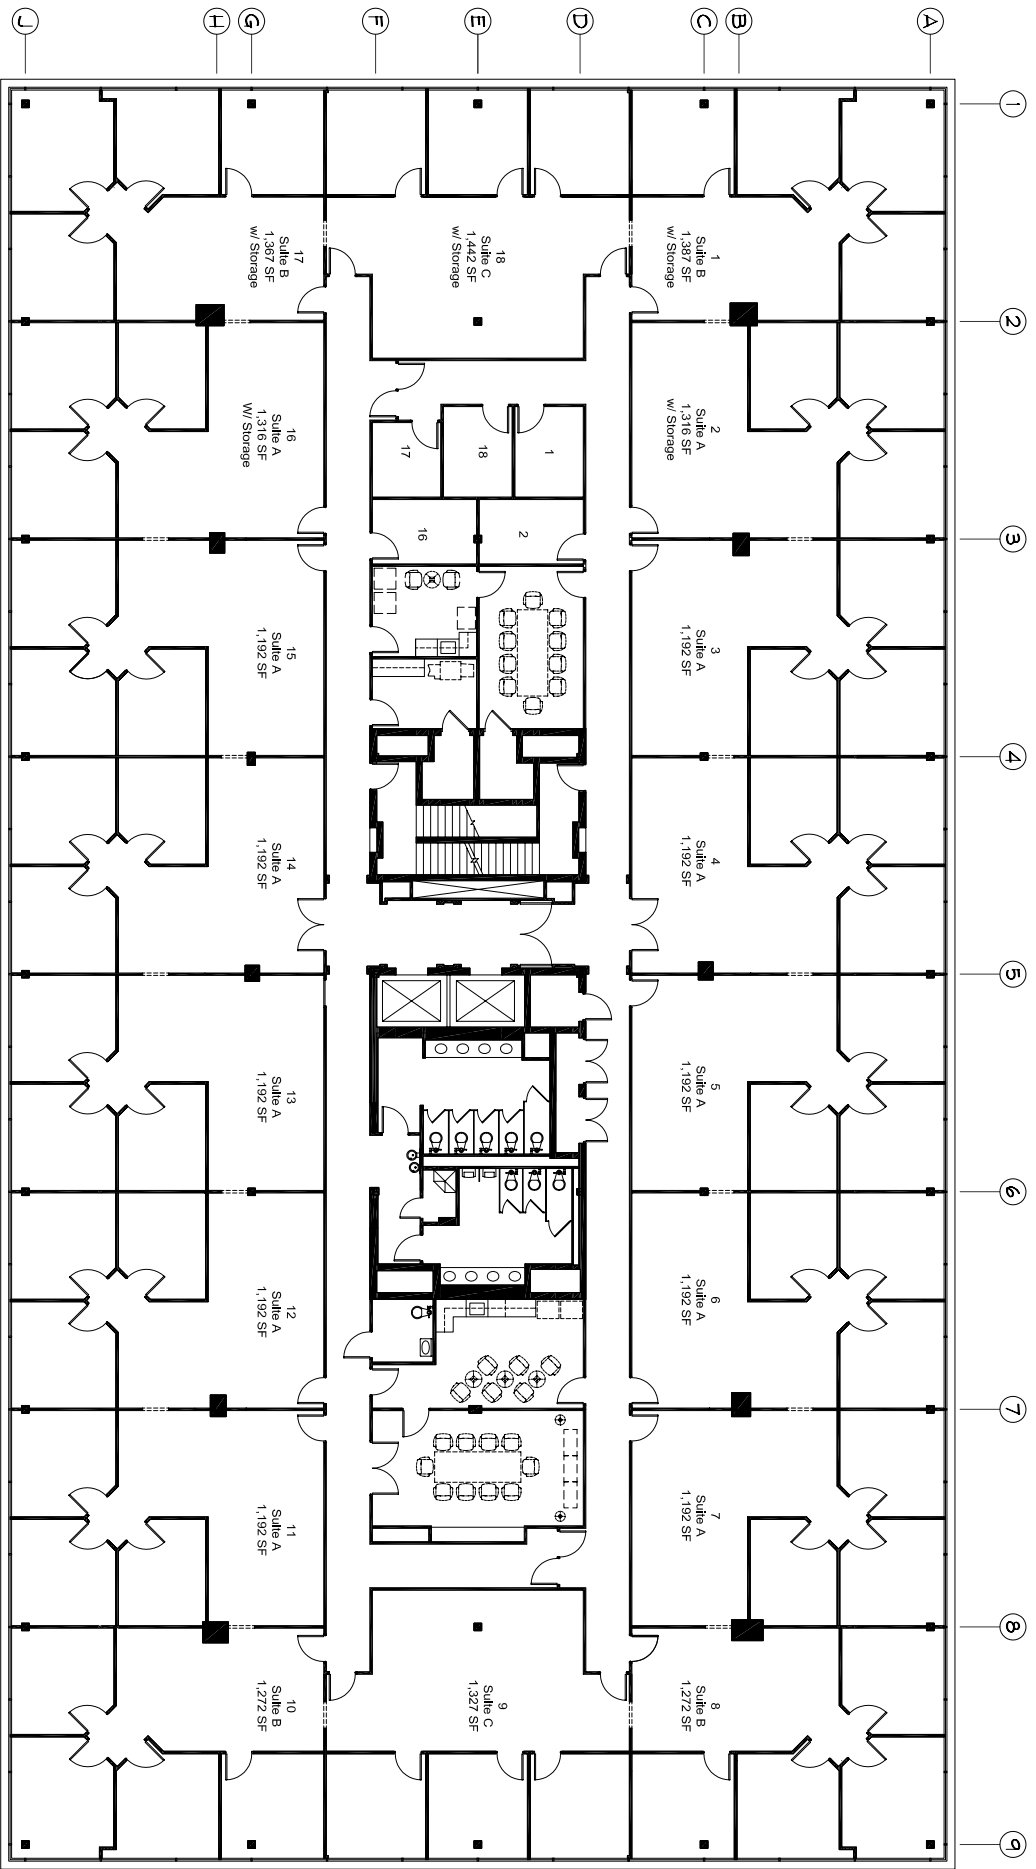 J
H
G
F
E
D
C
B
A
1
2
3
4
5
6
7
8
9
17
Suite B
1,367 SF
w/ Storage
18
Suite C
1,442 SF
w/ Storage
1
Suite B
1,387 SF
w/ Storage
16
Suite A
1,316 SF
W/ Storage
2
Suite A
1,316 SF
w/ Storage
17
18
1
16
2
15
Suite A
1,192 SF
3
Suite A
1,192 SF
14
Suite A
1,192 SF
4
Suite A
1,192 SF
13
Suite A
1,192 SF
5
Suite A
1,192 SF
12
Suite A
1,192 SF
6
Suite A
1,192 SF
11
Suite A
1,192 SF
7
Suite A
1,192 SF
10
Suite B
1,272 SF
9
Suite C
1,327 SF
8
Suite B
1,272 SF